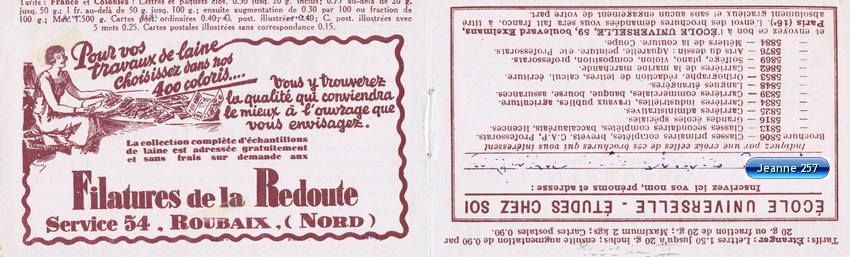 Tarifs : France et Colonies : Lettres et paquets clos, 0.50 jusq. 20 gr. inclus; 0.75 au-delà de 20 gr.
jusq. 50 gr.; 1 fr. au-delà de 50 gr. jusq. 100 gr.; ensuite augmentation de 0.30 par 100 ou fraction de
100 gr.; Max. 1.500 g. Cartes post. ordinaires 0.40; C. post. illustrées 0.40; C. post. illustrées avec
5 mots 0.25. Cartes postales illustrées sans correspondance 0.15.
Pour vos
travaux de laine
choisissez dans nos
400 coloris....
Vous y trouverez
la qualité qui conviendra
le mieux à l'ouvrage que
vous envisagez.
La collection complète d'échantillons
de laine est adressée gratuitement
et sans frais sur demande aux
Filatures de la Redoute
Service 54, ROUBAIX, (NORD)
Tarifs : Étranger : Lettres 1.50 jusqu'à 20 g. inclus; ensuite augmentation de 0.90 par
20 g. ou fraction de 20 g.; Maximum 2 kgs; Cartes postales 0.90.
ÉCOLE UNIVERSELLE - ÉTUDES CHEZ SOI
Inscrivez ici vos nom, prénoms et adresse :
Jeanne 257
Indiquez par une croix celles de ces brochures qui vous intéressent
Brochure 5806 — Classes primaires complètes, brevets, C.A.P., Professorats.
— 5812 — Classes secondaires complètes, baccalauréats, licences.
— 5816 — Grandes écoles spéciales.
— 5825 — Carrières administratives.
— 5834 — Carrières industrielles, travaux publics, agriculture.
— 5839 — Carrières commerciales, banque, bourse, assurances.
— 5848 — Langues étrangères.
— 5853 — Orthographe, rédaction de lettres, calcul, écriture.
— 5862 — Carrières de la marine marchande.
— 5869 — Solfège, piano, violon, composition, professorats.
— 5876 — Arts du dessin : Aquarelle, peinture, etc. Professorats.
— 5884 — Métiers de la couture. Coupe.
et envoyez ce bon à l'ÉCOLE UNIVERSELLE, 59, boulevard Exelmans,
Paris (16e) L'envoi des brochures demandées vous sera fait franco, à titre
absolument gracieux et sans aucun engagement de votre part.